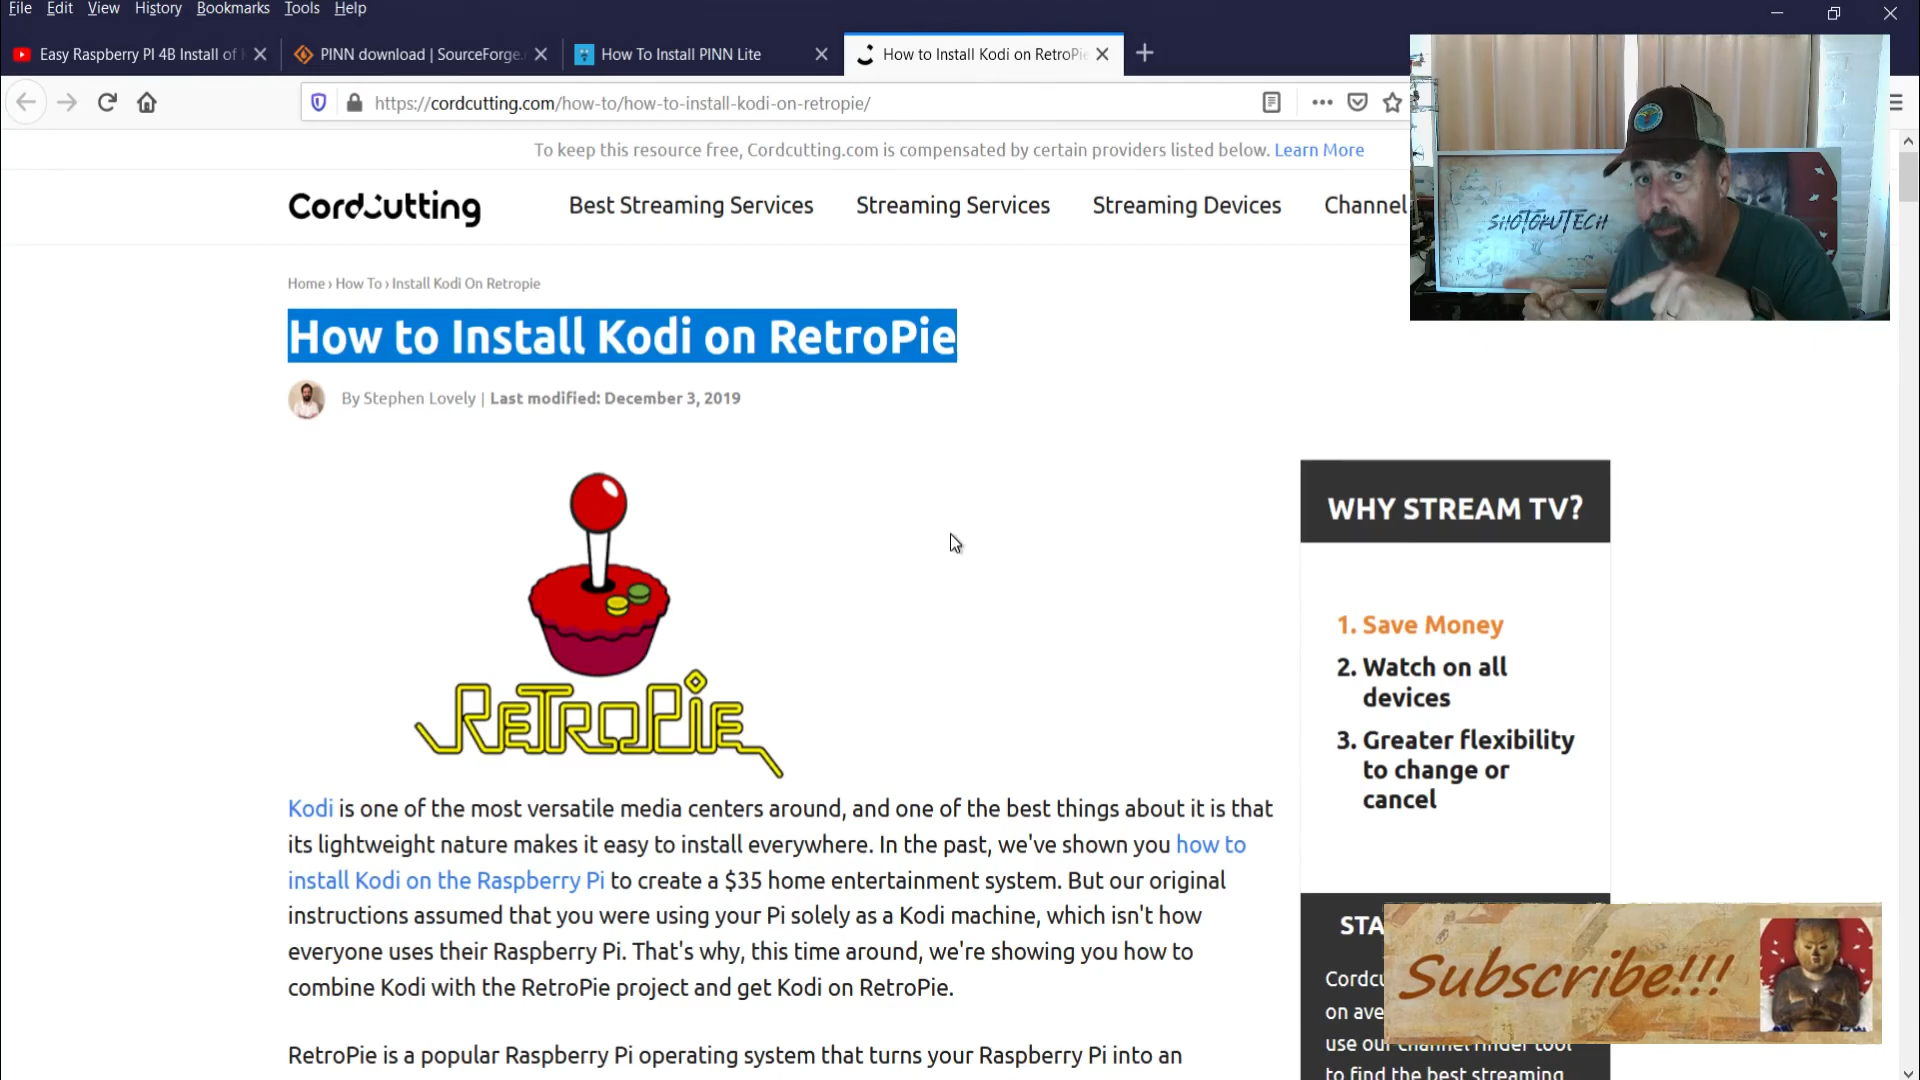 File Edit View History Bookmarks Tools Help
Easy Raspberry PI 4B Install of
PINN download | SourceForge.
How To Install PINN Lite
How to Install Kodi on RetroPie
https://cordcutting.com/how-to/how-to-install-kodi-on-retropie/
To keep this resource free, Cordcutting.com is compensated by certain providers listed below. Learn More
Cordcutting
Best Streaming Services
Streaming Services
Streaming Devices
Channel
SHOTOKUTECH
Home › How To › Install Kodi On Retropie
How to Install Kodi on RetroPie
By Stephen Lovely | Last modified: December 3, 2019
RETROPIE
Kodi is one of the most versatile media centers around, and one of the best things about it is that
its lightweight nature makes it easy to install everywhere. In the past, we've shown you how to
install Kodi on the Raspberry Pi to create a $35 home entertainment system. But our original
instructions assumed that you were using your Pi solely as a Kodi machine, which isn't how
everyone uses their Raspberry Pi. That's why, this time around, we're showing you how to
combine Kodi with the RetroPie project and get Kodi on RetroPie.
RetroPie is a popular Raspberry Pi operating system that turns your Raspberry Pi into an
WHY STREAM TV?
1. Save Money
2. Watch on all
devices
3. Greater flexibility
to change or
cancel
STA
Cordcu
on ave
use our channel finder tool
to find the best streaming
Subscribe!!!